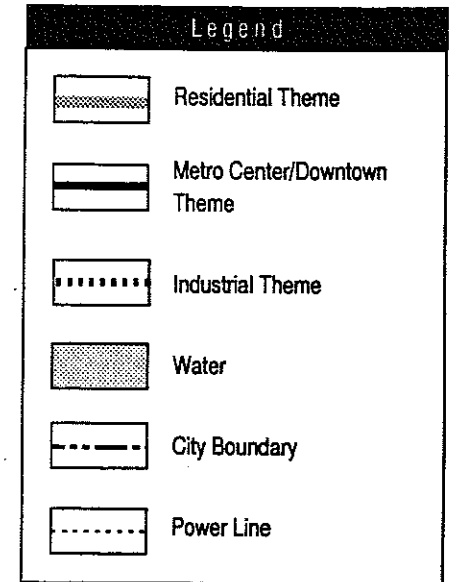 Legend
Residential Theme
Metro Center/Downtown
Theme
Industrial Theme
Water
City Boundary
Power Line